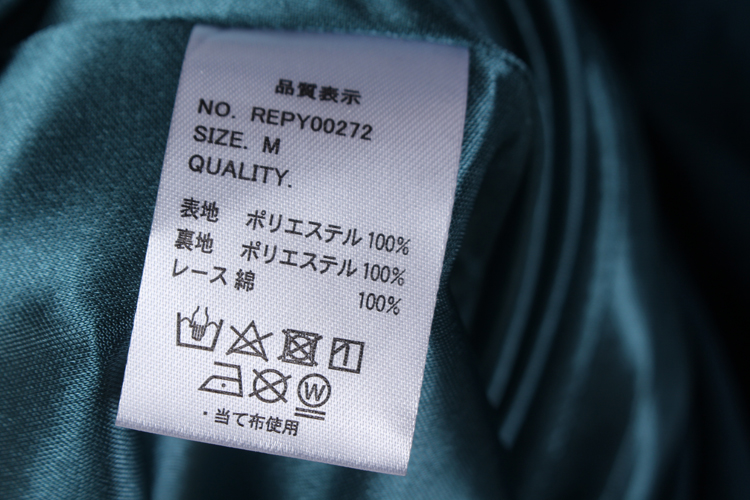 品質表示
NO. REPY00272
SIZE. M
QUALITY.
表地 ポリエステル 100%
裏地 ポリエステル 100%
レース 綿 100%
W
・当て布使用